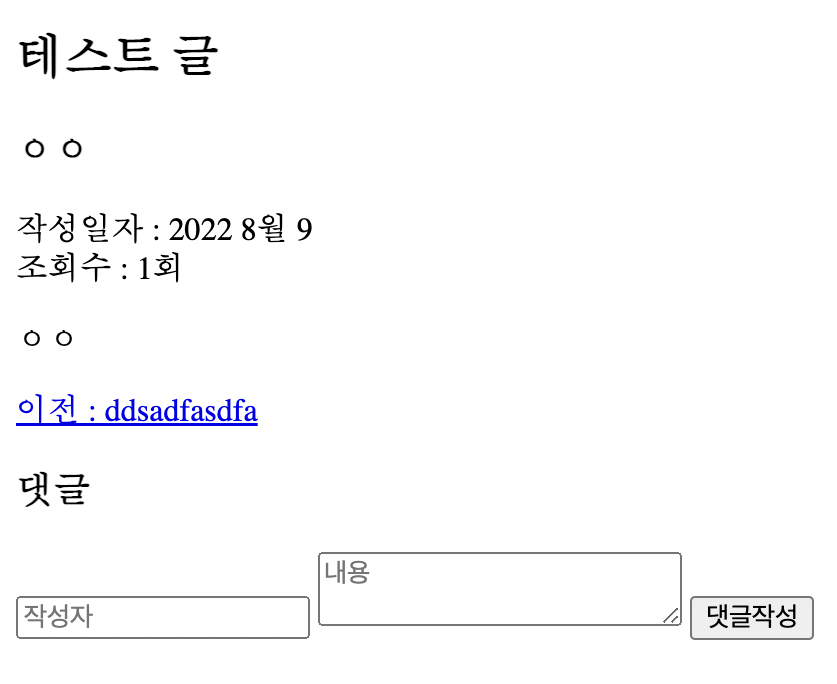 테스트 글
ㅇㅇ
작성일자 : 2022 8월 9
조회수 : 1회
ㅇㅇ
이전 : ddsadfasdfa
댓글
내용
작성자
댓글작성